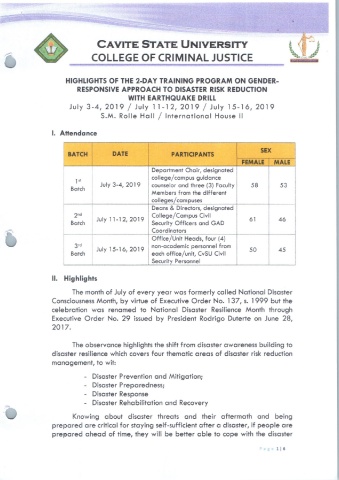 CAVITE STATE UNIVERSITY
COLLEGE OF CRIMINAL JUSTICE
HIGHLIGHTS OF THE 2-DAY TRAINING PROGRAM ON GENDER-
RESPONSIVE APPROACH TO DISASTER RISK REDUCTION
WITH EARTHQUAKE DRILL
July 3-4, 2019 / July 11-12, 2019 / July 15-16, 2019
S.M. Rolle Hall / International House II
I. Attendance
BATCH DATE PARTICIPANTS SEX
FEMALE MALE
1st Batch July 3-4, 2019 Department Chair, designated
college/campus guidance
counselor and three (3) Faculty
Members from the different
colleges/campuses 58 53
2nd Batch July 11-12, 2019 Deans & Directors, designated
College/Campus Civil
Security Officers and GAD
Coordinators 61 46
3rd Batch July 15-16, 2019 Office/Unit Heads, four (4)
non-academic personnel from
each office/unit, CvSU Civil
Security Personnel 50 45
II. Highlights
The month of July of every year was formerly called National Disaster
Consciousness Month, by virtue of Executive Order No. 137, s. 1999 but the
celebration was renamed to National Disaster Resilience Month through
Executive Order No. 29 issued by President Rodrigo Duterte on June 28,
2017.
The observance highlights the shift from disaster awareness building to
disaster resilience which covers four thematic areas of disaster risk reduction
management, to wit:
- Disaster Prevention and Mitigation;
- Disaster Preparedness;
- Disaster Response
- Disaster Rehabilitation and Recovery
Knowing about disaster threats and their aftermath and being
prepared are critical for staying self-sufficient after a disaster, if people are
prepared ahead of time, they will be better able to cope with the disaster